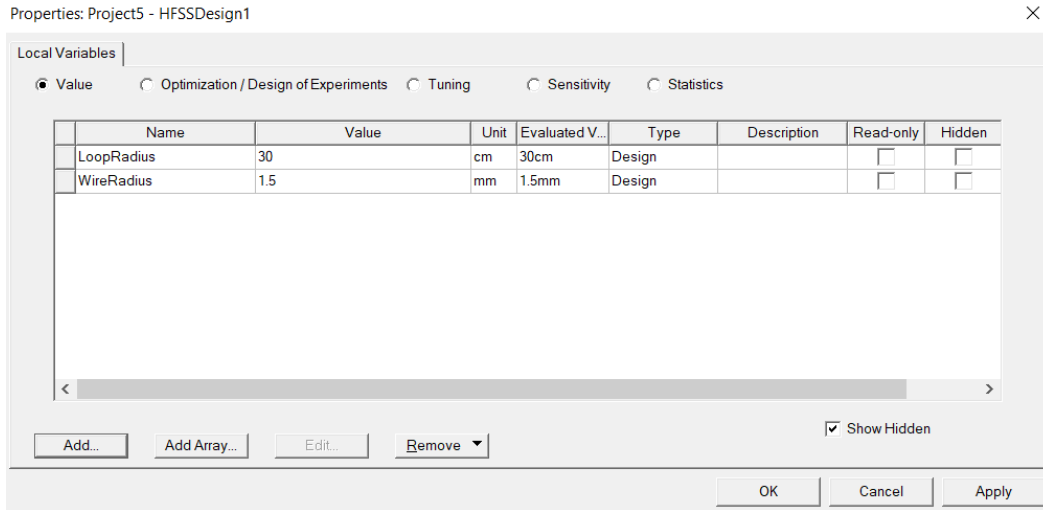 Properties: Project5 - HFSSDesign1
Local Variables
Value Optimization / Design of Experiments Tuning Sensitivity Statistics
Name Value Unit Evaluated V... Type Description Read-only Hidden
LoopRadius 30 cm 30cm Design
WireRadius 1.5 mm 1.5mm Design
Add... Add Array... Edit... Remove Show Hidden
OK Cancel Apply